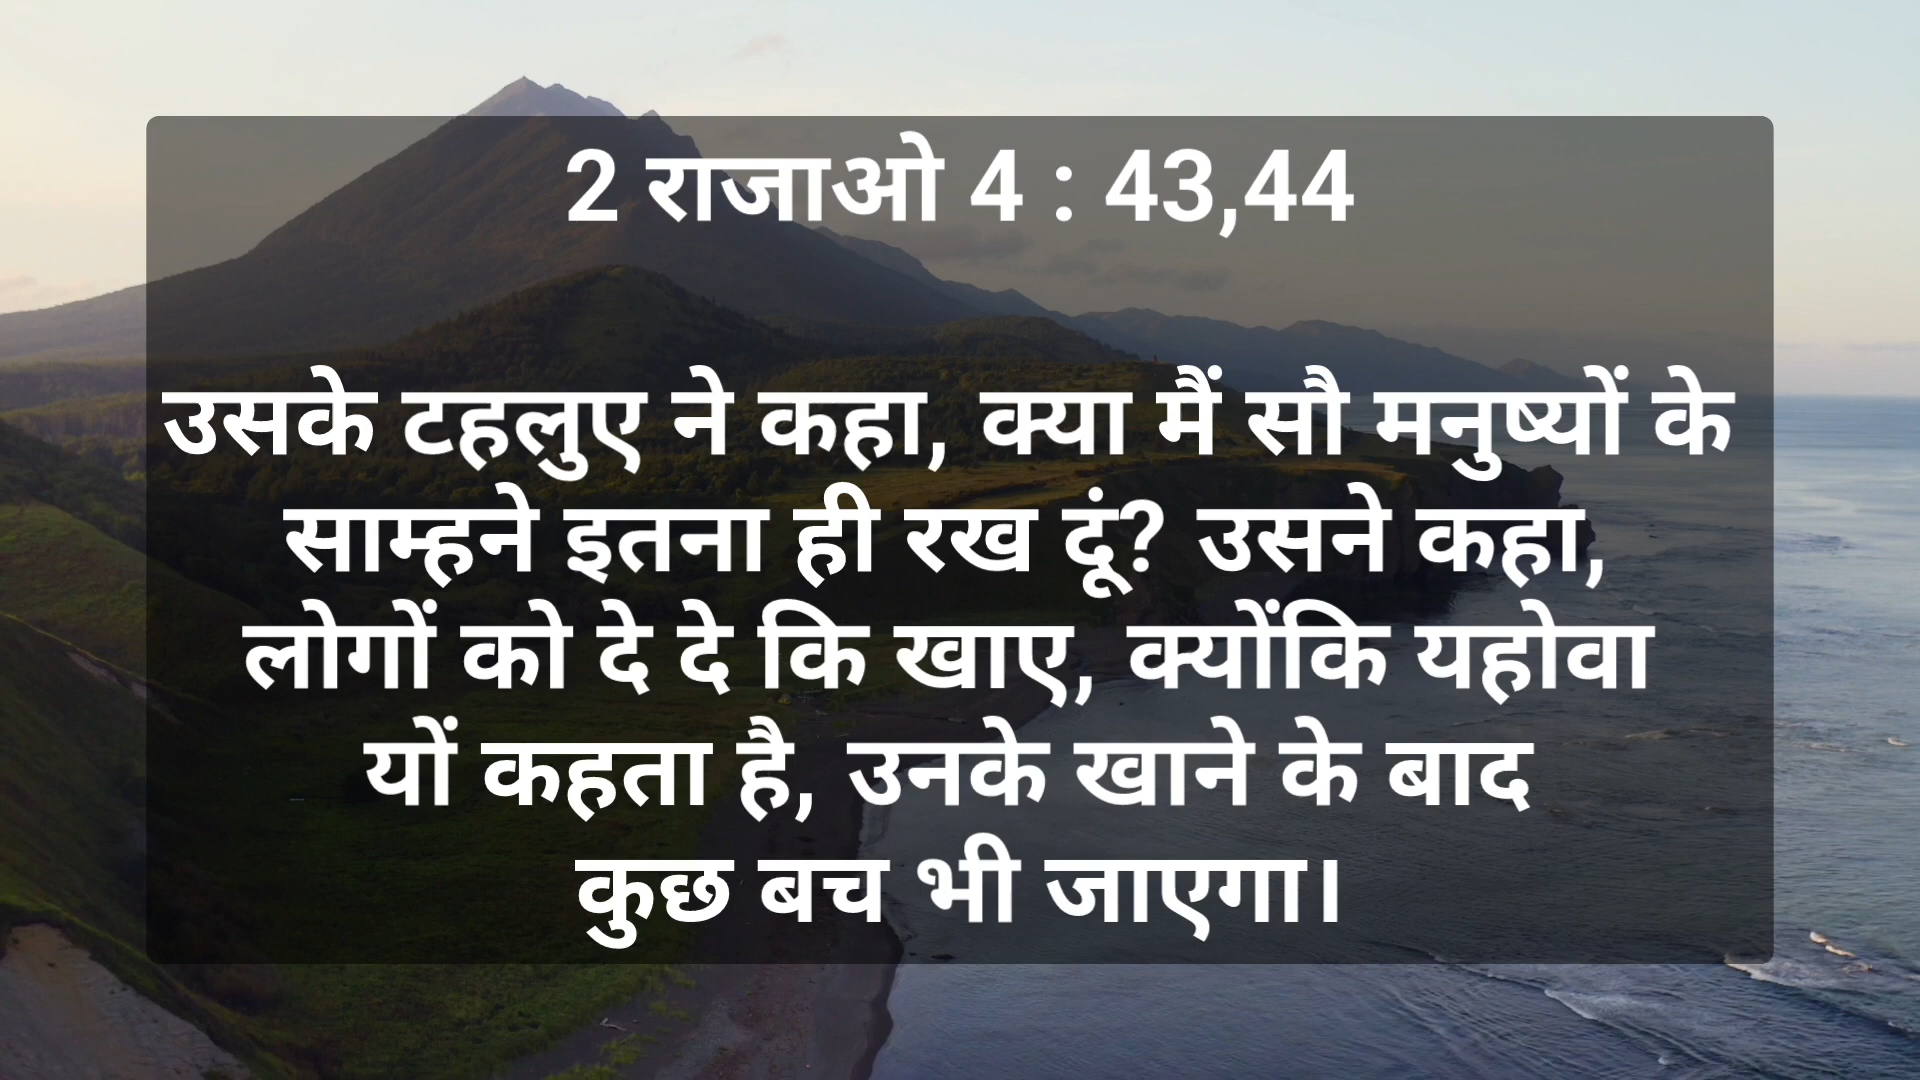 2 राजाओ 4 : 43,44
उसके टहलुए ने कहा, क्या मैं सौ मनुष्यों के
साम्हने इतना ही रख दूं? उसने कहा,
लोगों को दे दे कि खाए, क्योंकि यहोवा
यों कहता है, उनके खाने के बाद
कुछ बच भी जाएगा।